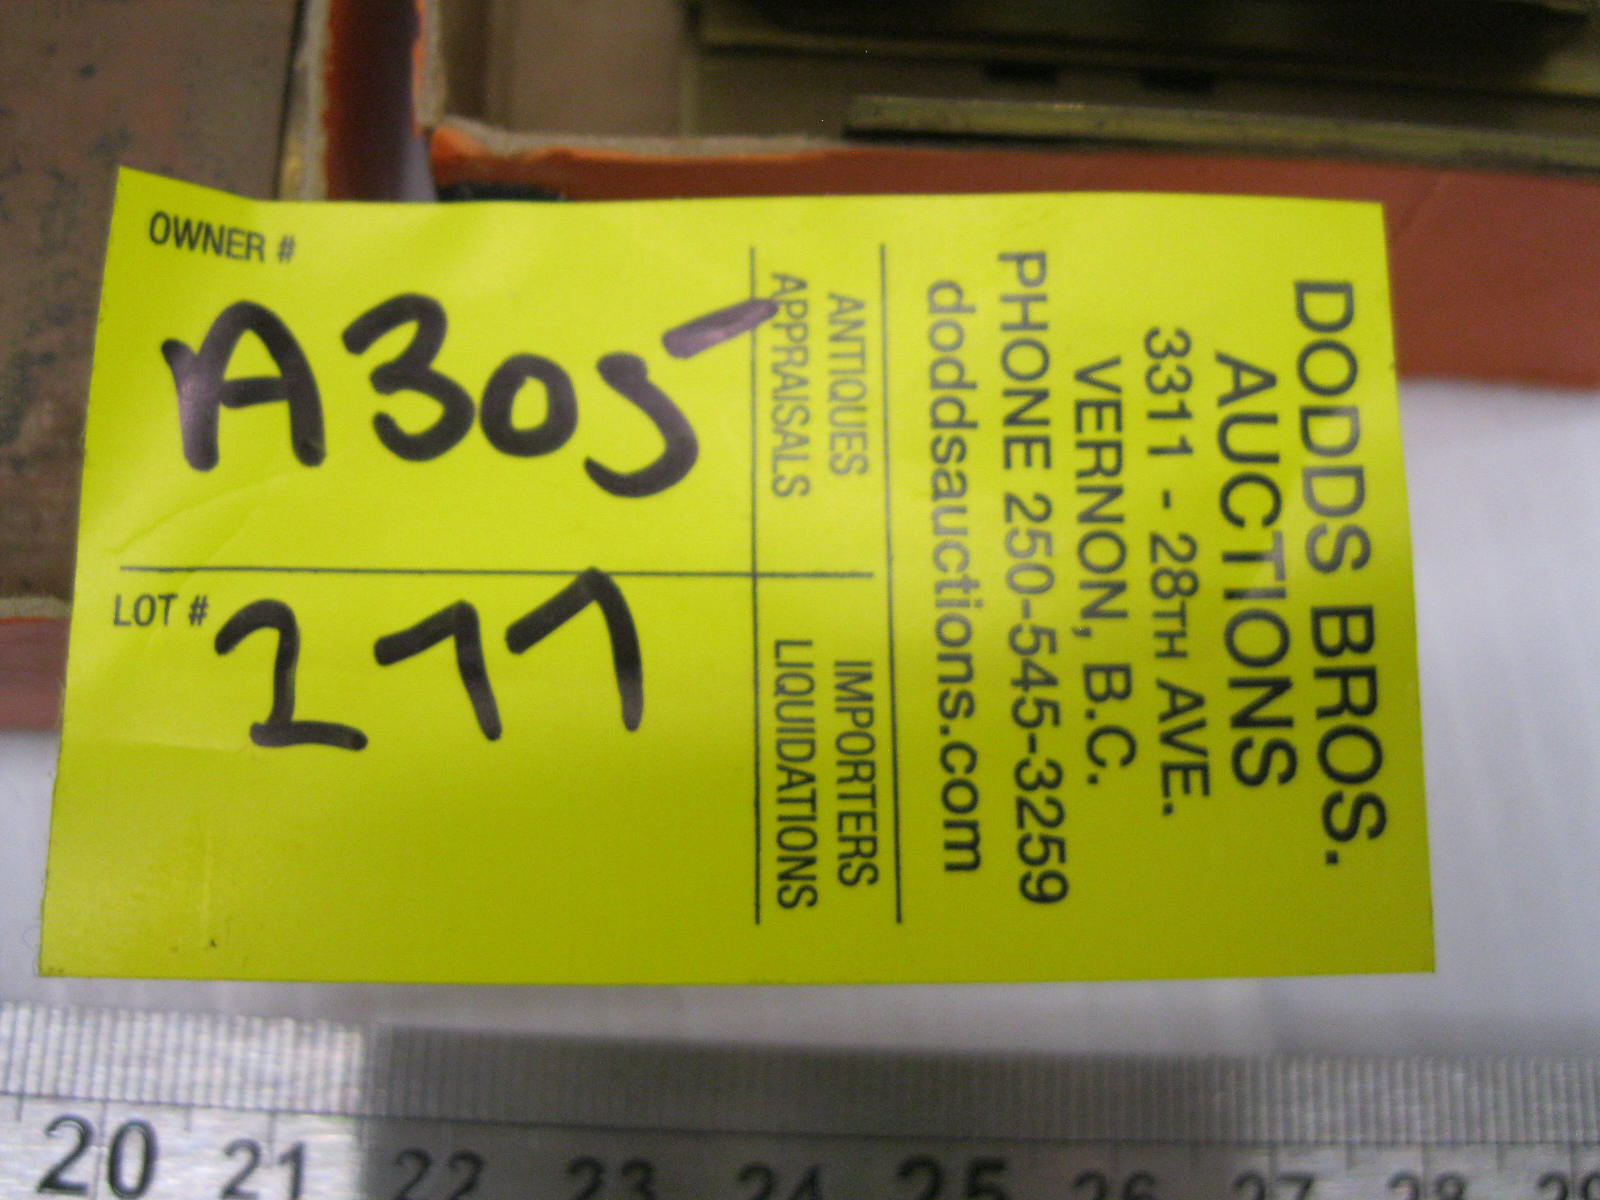 OWNER #
A305
LOT #
277
ANTIQUES
APPRAISALS
IMPORTERS
LIQUIDATIONS
DODDS BROS.
AUCTIONS
3311 - 28TH AVE.
VERNON, B.C.
PHONE 250-545-3259
doddsauctions.com
20 21 22 23 24 25 26 27 28 29